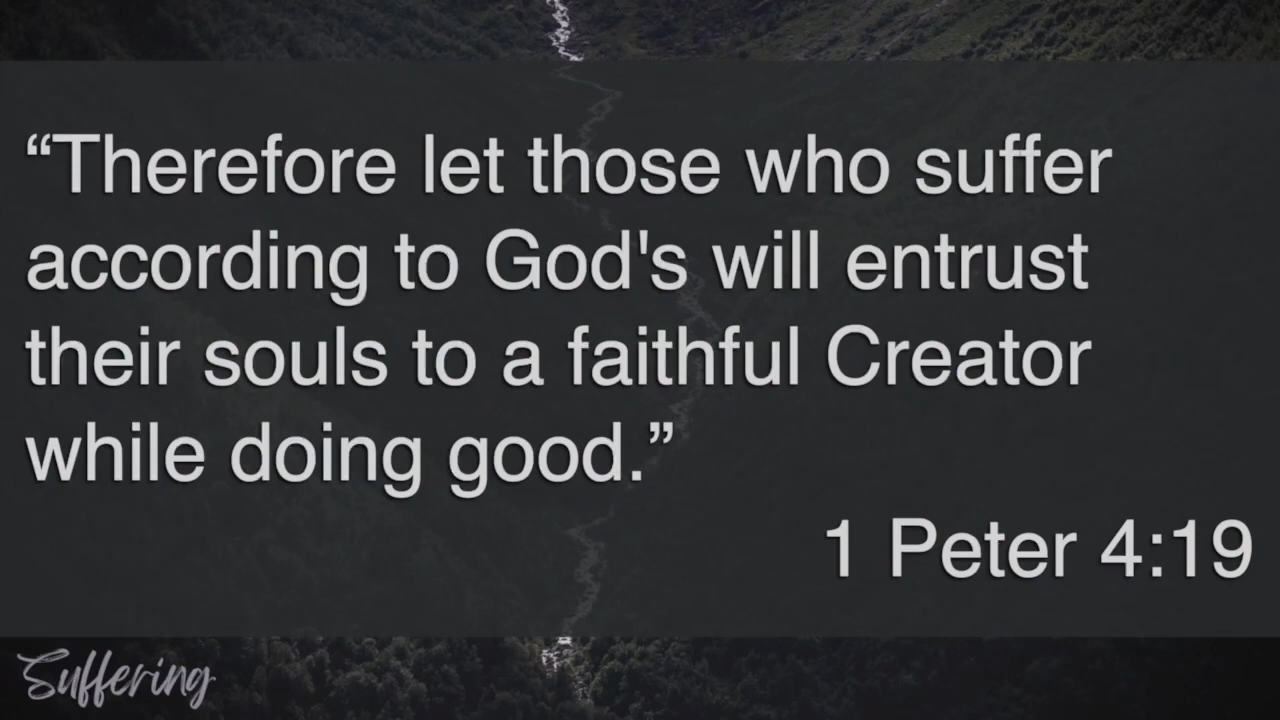 “Therefore let those who suffer
according to God's will entrust
their souls to a faithful Creator
while doing good.”
1 Peter 4:19
Suffering